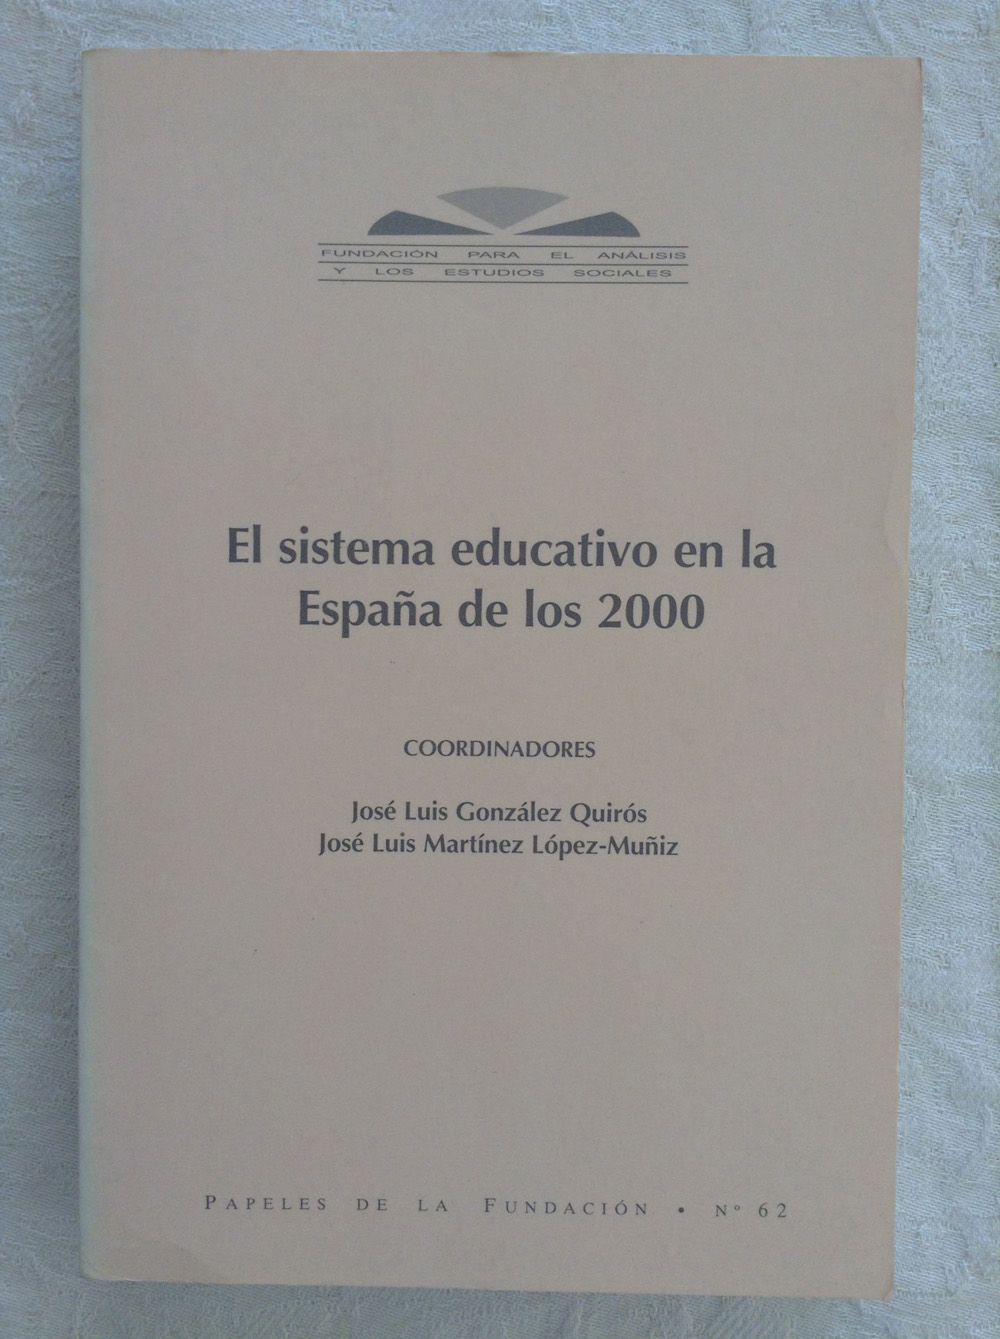 FUNDACIÓN PARA EL ANÁLISIS
Y LOS ESTUDIOS SOCIALES
El sistema educativo en la
España de los 2000
COORDINADORES
José Luis González Quirós
José Luis Martínez López-Muñiz
PAPELES DE LA FUNDACIÓN • Nº 62